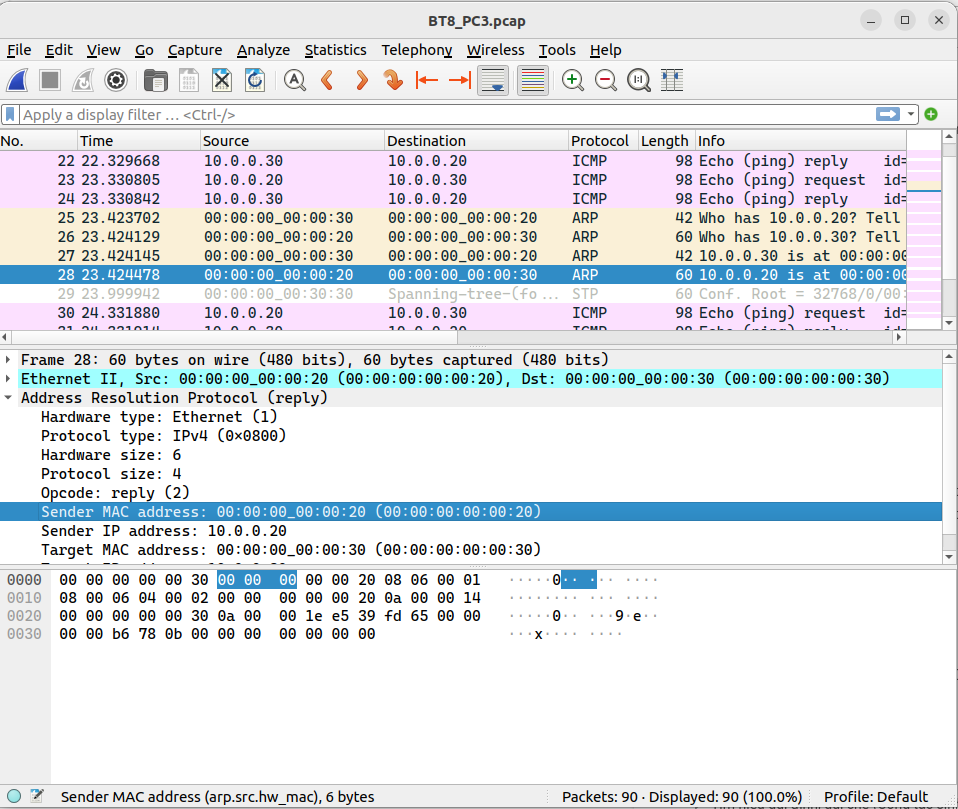 BT8_PC3.pcap
File Edit View Go Capture Analyze Statistics Telephony Wireless Tools Help
Apply a display filter … <Ctrl-/>
No. Time Source Destination Protocol Length Info
22 22.329668 10.0.0.30 10.0.0.20 ICMP 98 Echo (ping) reply id=
23 23.330805 10.0.0.20 10.0.0.30 ICMP 98 Echo (ping) request id=
24 23.330842 10.0.0.30 10.0.0.20 ICMP 98 Echo (ping) reply id=
25 23.423702 00:00:00_00:00:30 00:00:00_00:00:20 ARP 42 Who has 10.0.0.20? Tell
26 23.424129 00:00:00_00:00:20 00:00:00_00:00:30 ARP 60 Who has 10.0.0.30? Tell
27 23.424145 00:00:00_00:00:30 00:00:00_00:00:20 ARP 42 10.0.0.30 is at 00:00:00
28 23.424478 00:00:00_00:00:20 00:00:00_00:00:30 ARP 60 10.0.0.20 is at 00:00:00
29 23.999942 00:00:00_00:30:30 Spanning-tree-(fo… STP 60 Conf. Root = 32768/0/00:
30 24.331880 10.0.0.20 10.0.0.30 ICMP 98 Echo (ping) request id=
Frame 28: 60 bytes on wire (480 bits), 60 bytes captured (480 bits)
Ethernet II, Src: 00:00:00_00:00:20 (00:00:00:00:00:20), Dst: 00:00:00_00:00:30 (00:00:00:00:00:30)
Address Resolution Protocol (reply)
Hardware type: Ethernet (1)
Protocol type: IPv4 (0x0800)
Hardware size: 6
Protocol size: 4
Opcode: reply (2)
Sender MAC address: 00:00:00_00:00:20 (00:00:00:00:00:20)
Sender IP address: 10.0.0.20
Target MAC address: 00:00:00_00:00:30 (00:00:00:00:00:30)
0000 00 00 00 00 00 30 00 00 00 00 00 20 08 06 00 01 ·····0·· ··· ····
0010 08 00 06 04 00 02 00 00 00 00 00 20 0a 00 00 14 ········ ··· ····
0020 00 00 00 00 00 30 0a 00 00 1e e5 39 fd 65 00 00 ·····0·· ···9·e··
0030 00 00 b6 78 0b 00 00 00 00 00 00 00 ···x···· ····
Sender MAC address (arp.src.hw_mac), 6 bytes Packets: 90 · Displayed: 90 (100.0%) Profile: Default